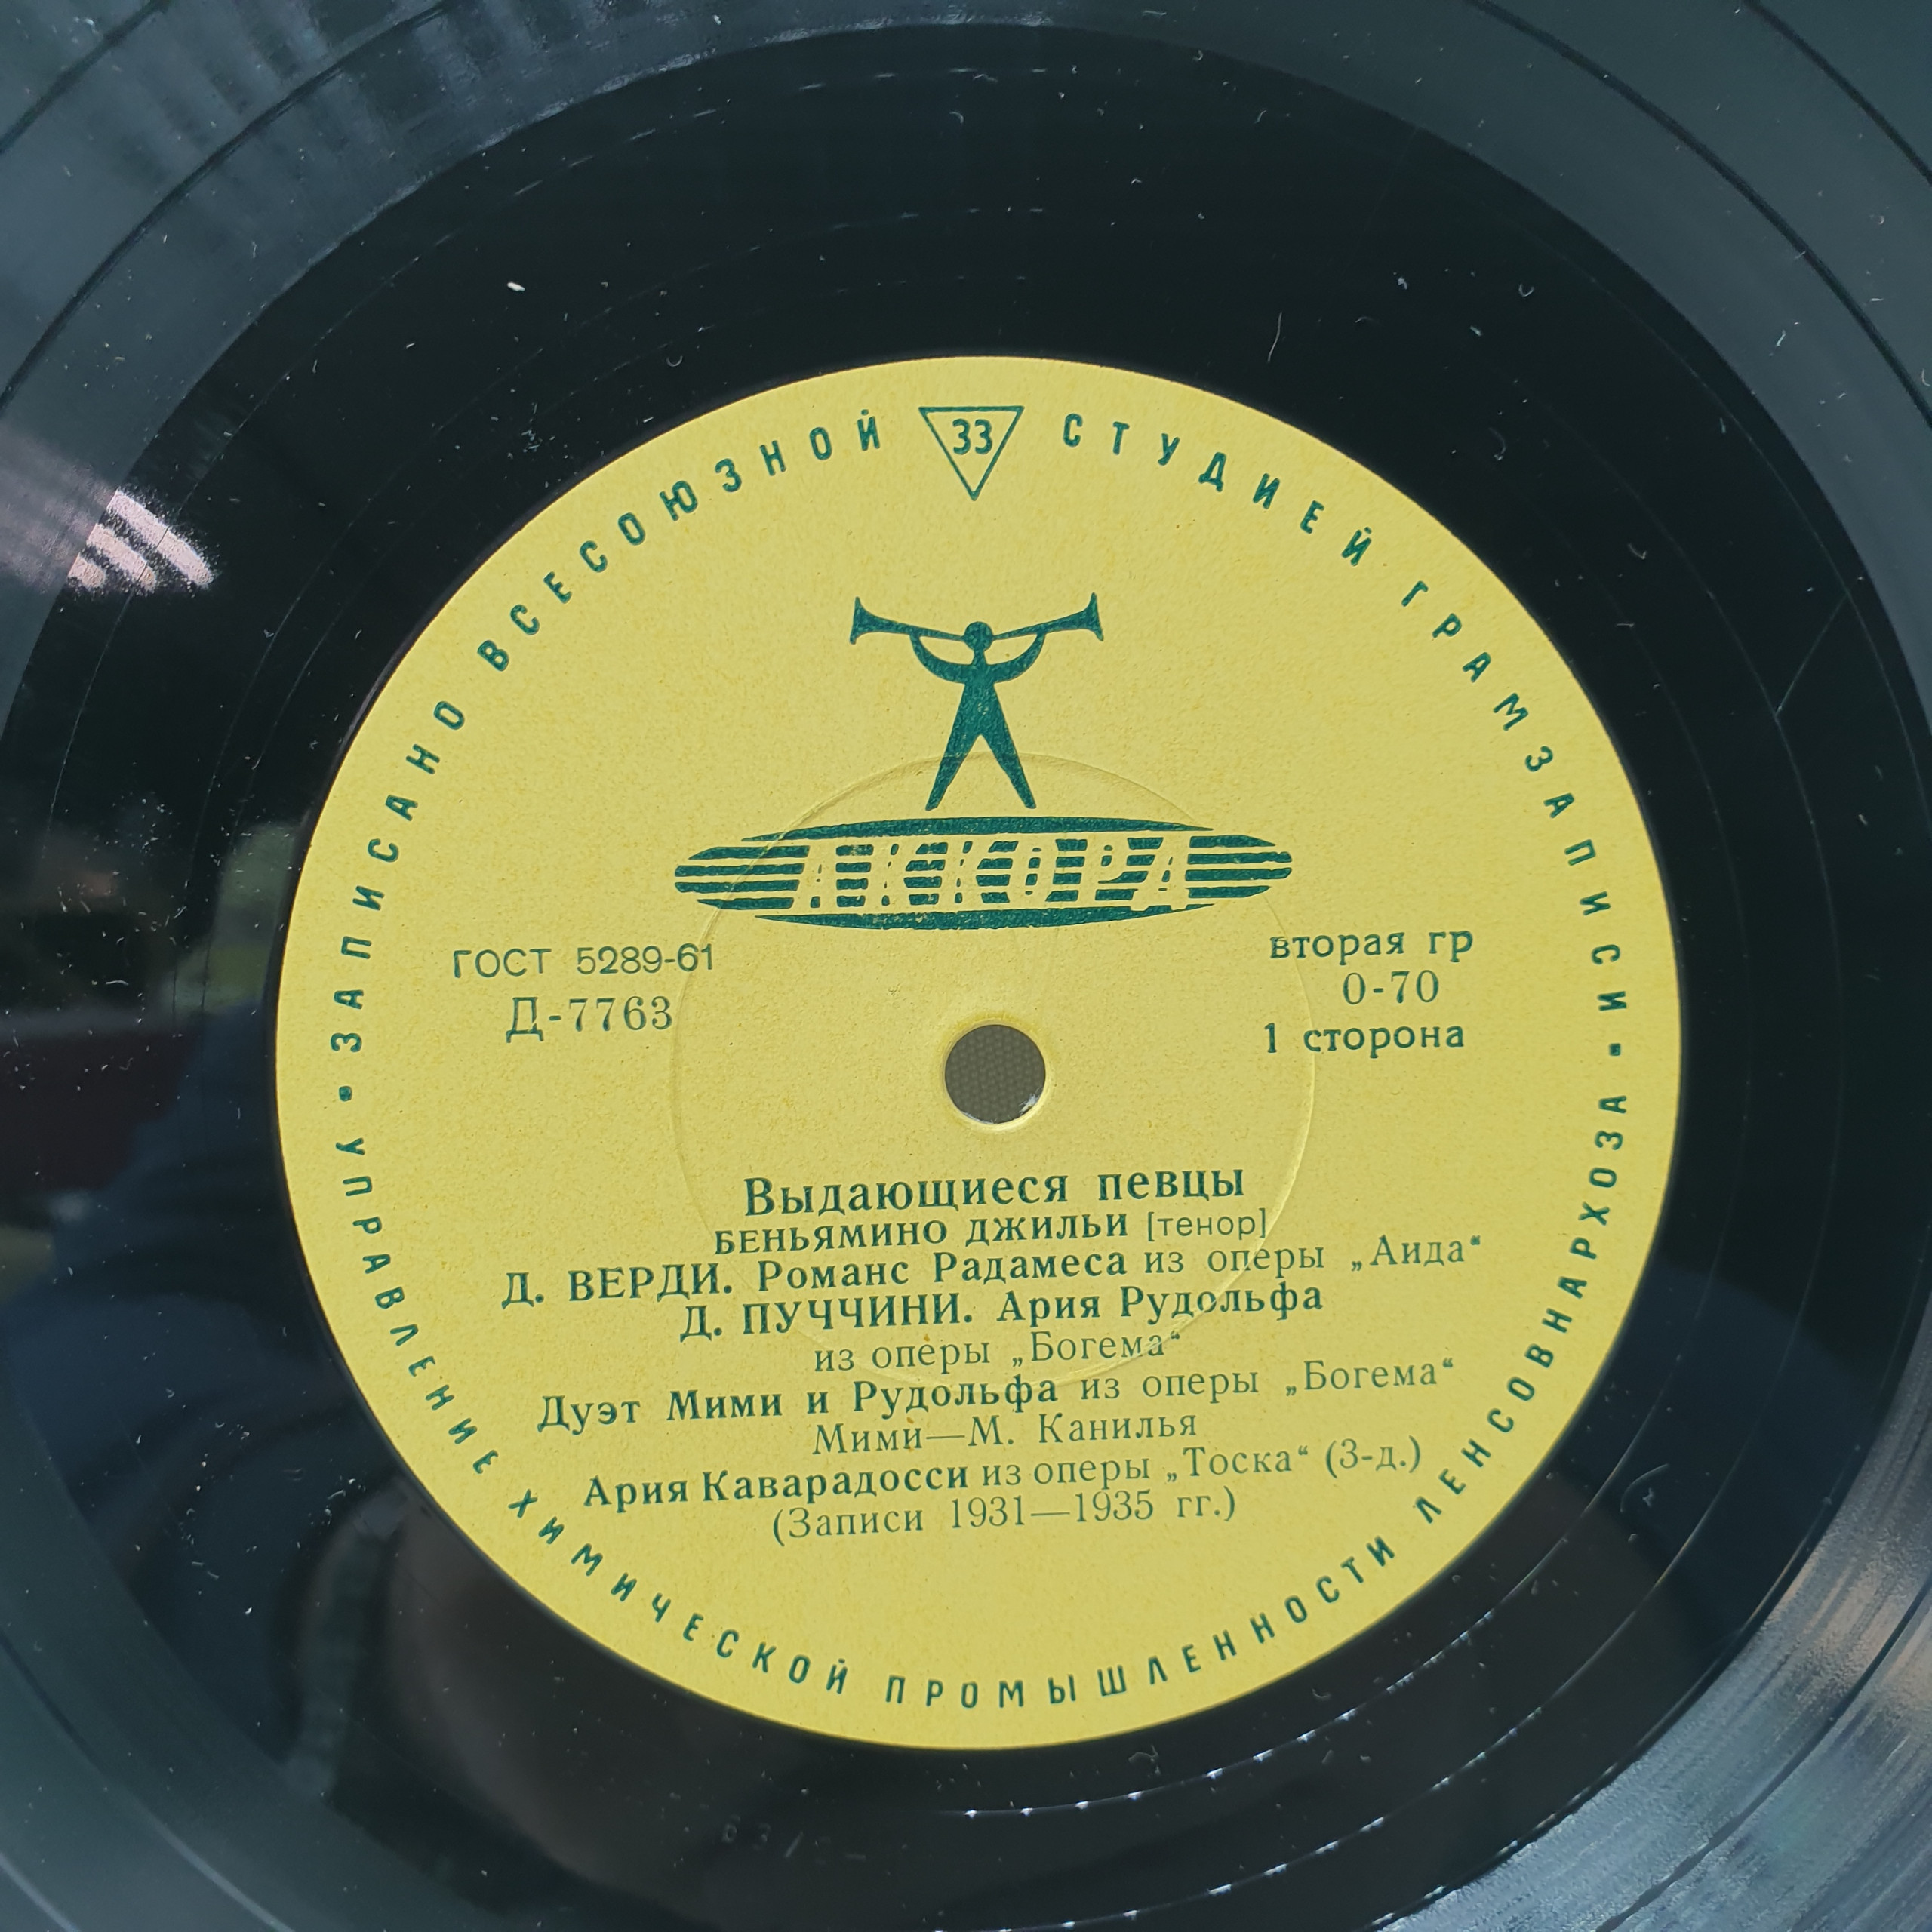 ЗАПИСАНО ВСЕСОЮЗНОЙ СТУДИЕЙ ГРАМЗАПИСИ
33
АККОРД
ГОСТ 5289-61
Д-7763
вторая гр
0-70
1 сторона
Выдающиеся певцы
БЕНЬЯМИНО ДЖИЛЬИ [тенор]
Д. ВЕРДИ. Романс Радамеса из оперы „Аида“
Д. ПУЧЧИНИ. Ария Рудольфа
из оперы „Богема“
Дуэт Мими и Рудольфа из оперы „Богема“
Мими—М. Канилья
Ария Каварадосси из оперы „Тоска“ (3-д.)
(Записи 1931—1935 гг.)
УПРАВЛЕНИЕ ХИМИЧЕСКОЙ ПРОМЫШЛЕННОСТИ ЛЕНСОВНАРХОЗА